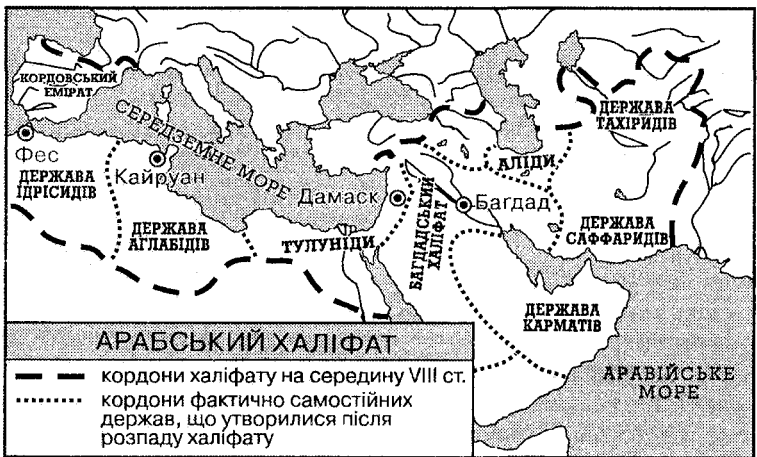 КОРДОВСЬКИЙ
ЕМІРАТ
СЕРЕДЗЕМНЕ МОРЕ
ДЕРЖАВА
ТАХІРИДІВ
АЛІДИ
Фес
ДЕРЖАВА
ІДРІСИДІВ
Кайруан
Дамаск
Баґдад
БАГДАДСЬКИЙ
ХАЛІФАТ
ДЕРЖАВА
АГЛАБІДІВ
ТУЛУНІДИ
ДЕРЖАВА
САФФАРИДІВ
ДЕРЖАВА
КАРМАТІВ
АРАВІЙСЬКЕ
МОРЕ
АРАБСЬКИЙ ХАЛІФАТ
кордони халіфату на середину VIII ст.
кордони фактично самостійних
держав, що утворилися після
розпаду халіфату